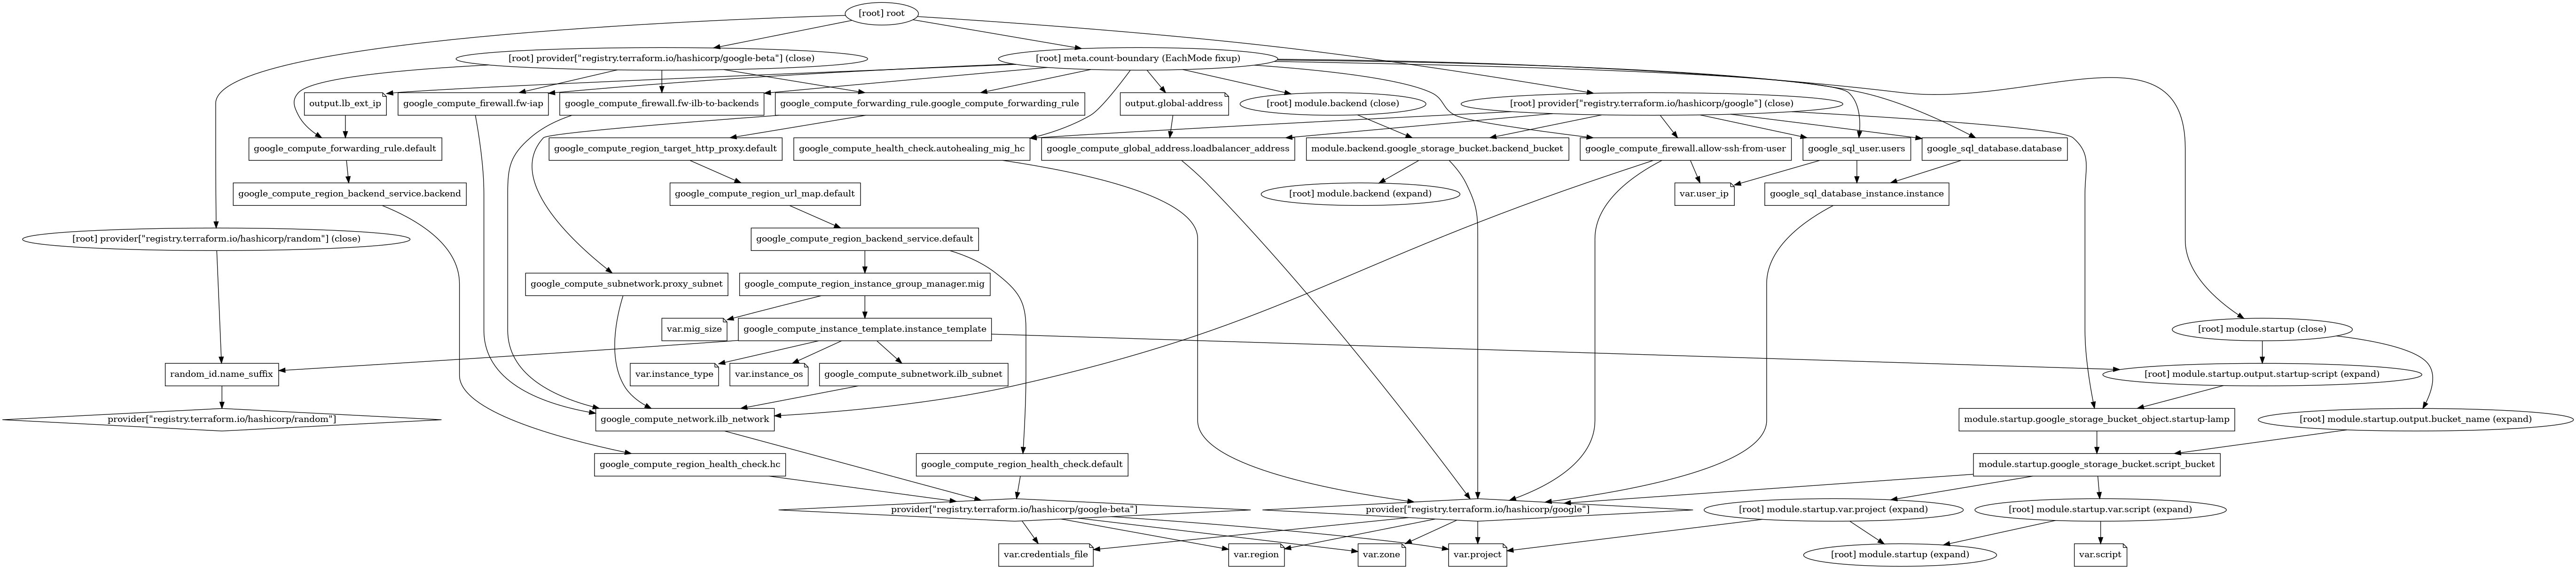 [root] root
[root] provider["registry.terraform.io/hashicorp/google-beta"] (close)
[root] meta.count-boundary (EachMode fixup)
output.lb_ext_ip
google_compute_firewall.fw-iap
google_compute_firewall.fw-ilb-to-backends
google_compute_forwarding_rule.google_compute_forwarding_rule
output.global-address
[root] module.backend (close)
[root] provider["registry.terraform.io/hashicorp/google"] (close)
google_compute_forwarding_rule.default
google_compute_region_target_http_proxy.default
google_compute_health_check.autohealing_mig_hc
google_compute_global_address.loadbalancer_address
module.backend.google_storage_bucket.backend_bucket
google_compute_firewall.allow-ssh-from-user
google_sql_user.users
google_sql_database.database
google_compute_region_backend_service.backend
google_compute_region_url_map.default
[root] module.backend (expand)
var.user_ip
google_sql_database_instance.instance
[root] provider["registry.terraform.io/hashicorp/random"] (close)
google_compute_region_backend_service.default
google_compute_subnetwork.proxy_subnet
google_compute_region_instance_group_manager.mig
var.mig_size
google_compute_instance_template.instance_template
[root] module.startup (close)
random_id.name_suffix
var.instance_type
var.instance_os
google_compute_subnetwork.ilb_subnet
[root] module.startup.output.startup-script (expand)
provider["registry.terraform.io/hashicorp/random"]
google_compute_network.ilb_network
module.startup.google_storage_bucket_object.startup-lamp
[root] module.startup.output.bucket_name (expand)
google_compute_region_health_check.hc
google_compute_region_health_check.default
module.startup.google_storage_bucket.script_bucket
provider["registry.terraform.io/hashicorp/google-beta"]
provider["registry.terraform.io/hashicorp/google"]
[root] module.startup.var.project (expand)
[root] module.startup.var.script (expand)
var.credentials_file
var.region
var.zone
var.project
[root] module.startup (expand)
var.script